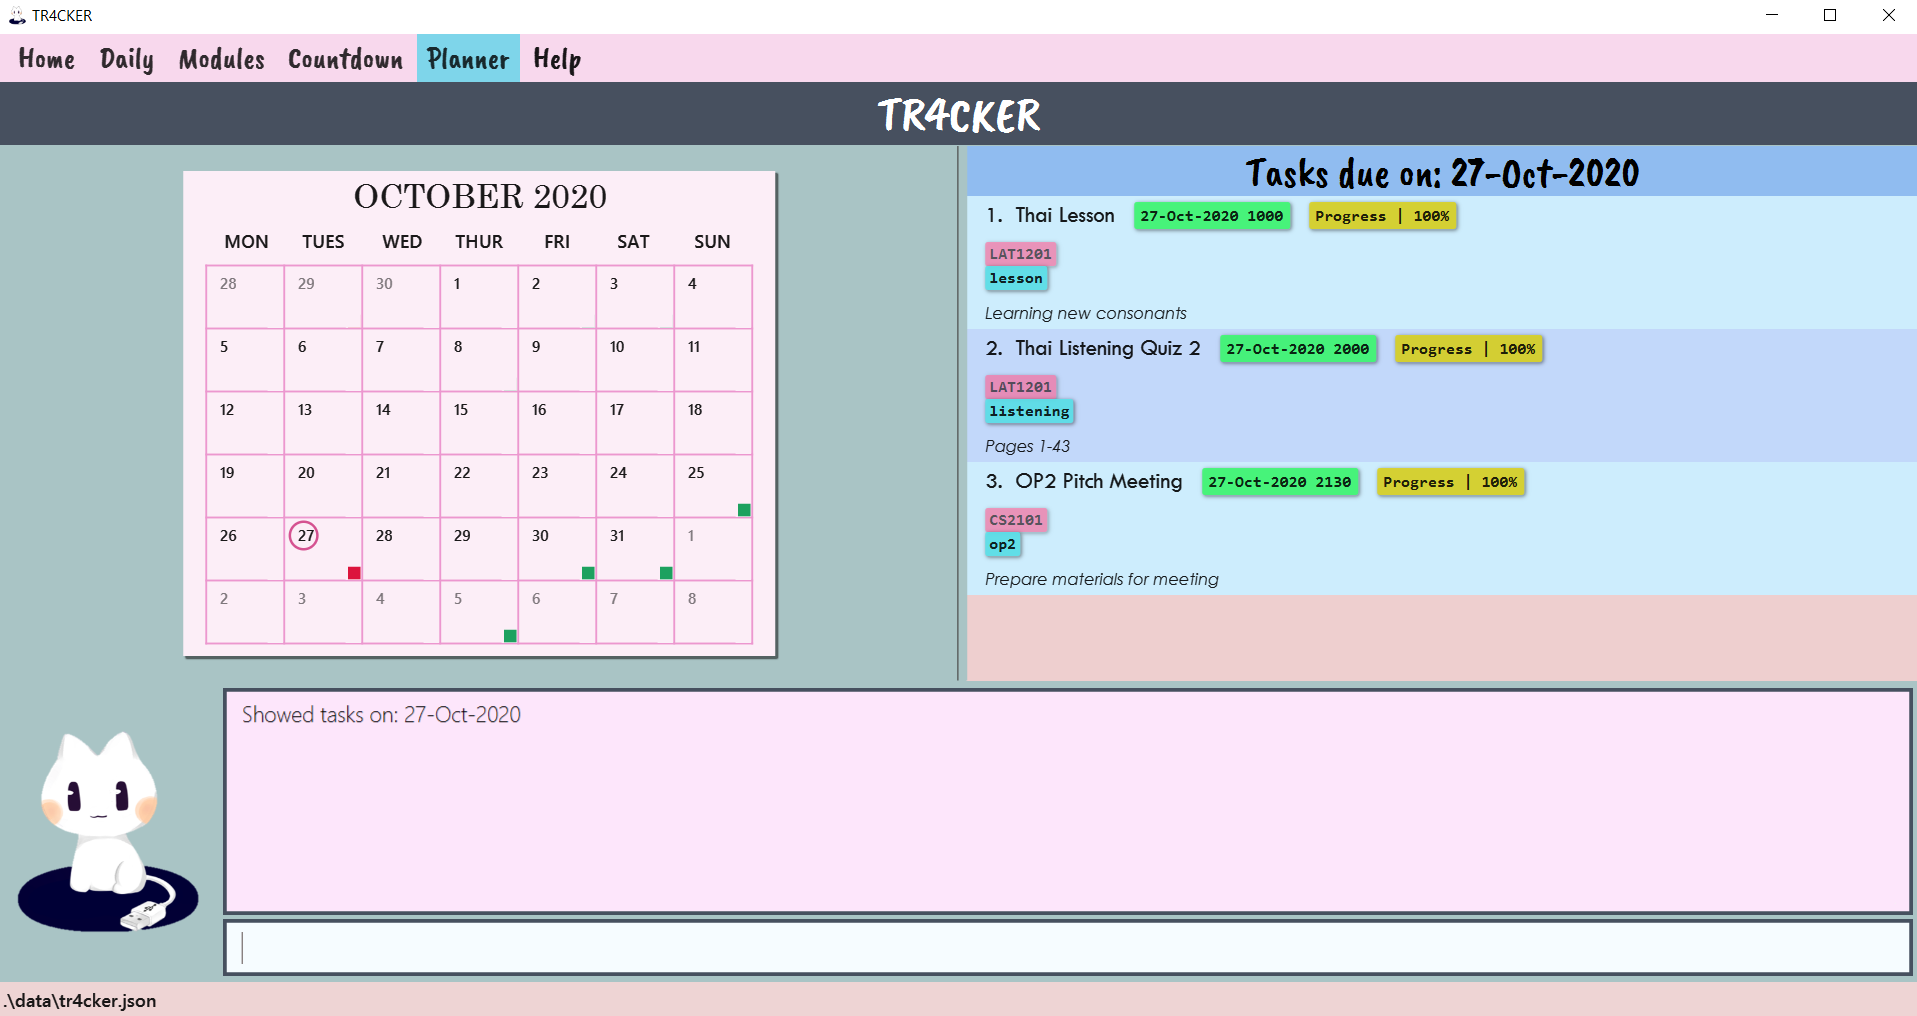 TR4CKER
Home Daily Modules Countdown Planner Help
TR4CKER
OCTOBER 2020
MON TUES WED THUR FRI SAT SUN
28 29 30 1 2 3 4
5 6 7 8 9 10 11
12 13 14 15 16 17 18
19 20 21 22 23 24 25
26 27 28 29 30 31 1
2 3 4 5 6 7 8
Tasks due on: 27-Oct-2020
1. Thai Lesson 27-Oct-2020 1000 Progress | 100%
LAT1201
lesson
Learning new consonants
2. Thai Listening Quiz 2 27-Oct-2020 2000 Progress | 100%
LAT1201
listening
Pages 1-43
3. OP2 Pitch Meeting 27-Oct-2020 2130 Progress | 100%
CS2101
op2
Prepare materials for meeting
Showed tasks on: 27-Oct-2020
.\data\tr4cker.json